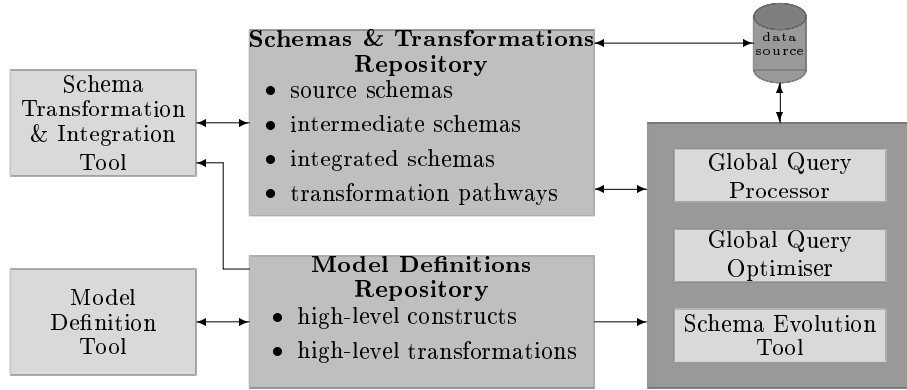 Schemas & Transformations
Repository
• source schemas
• intermediate schemas
• integrated schemas
• transformation pathways
data
source
Schema
Transformation
& Integration
Tool
Global Query
Processor
Global Query
Optimiser
Schema Evolution
Tool
Model Definitions
Repository
• high-level constructs
• high-level transformations
Model
Definition
Tool